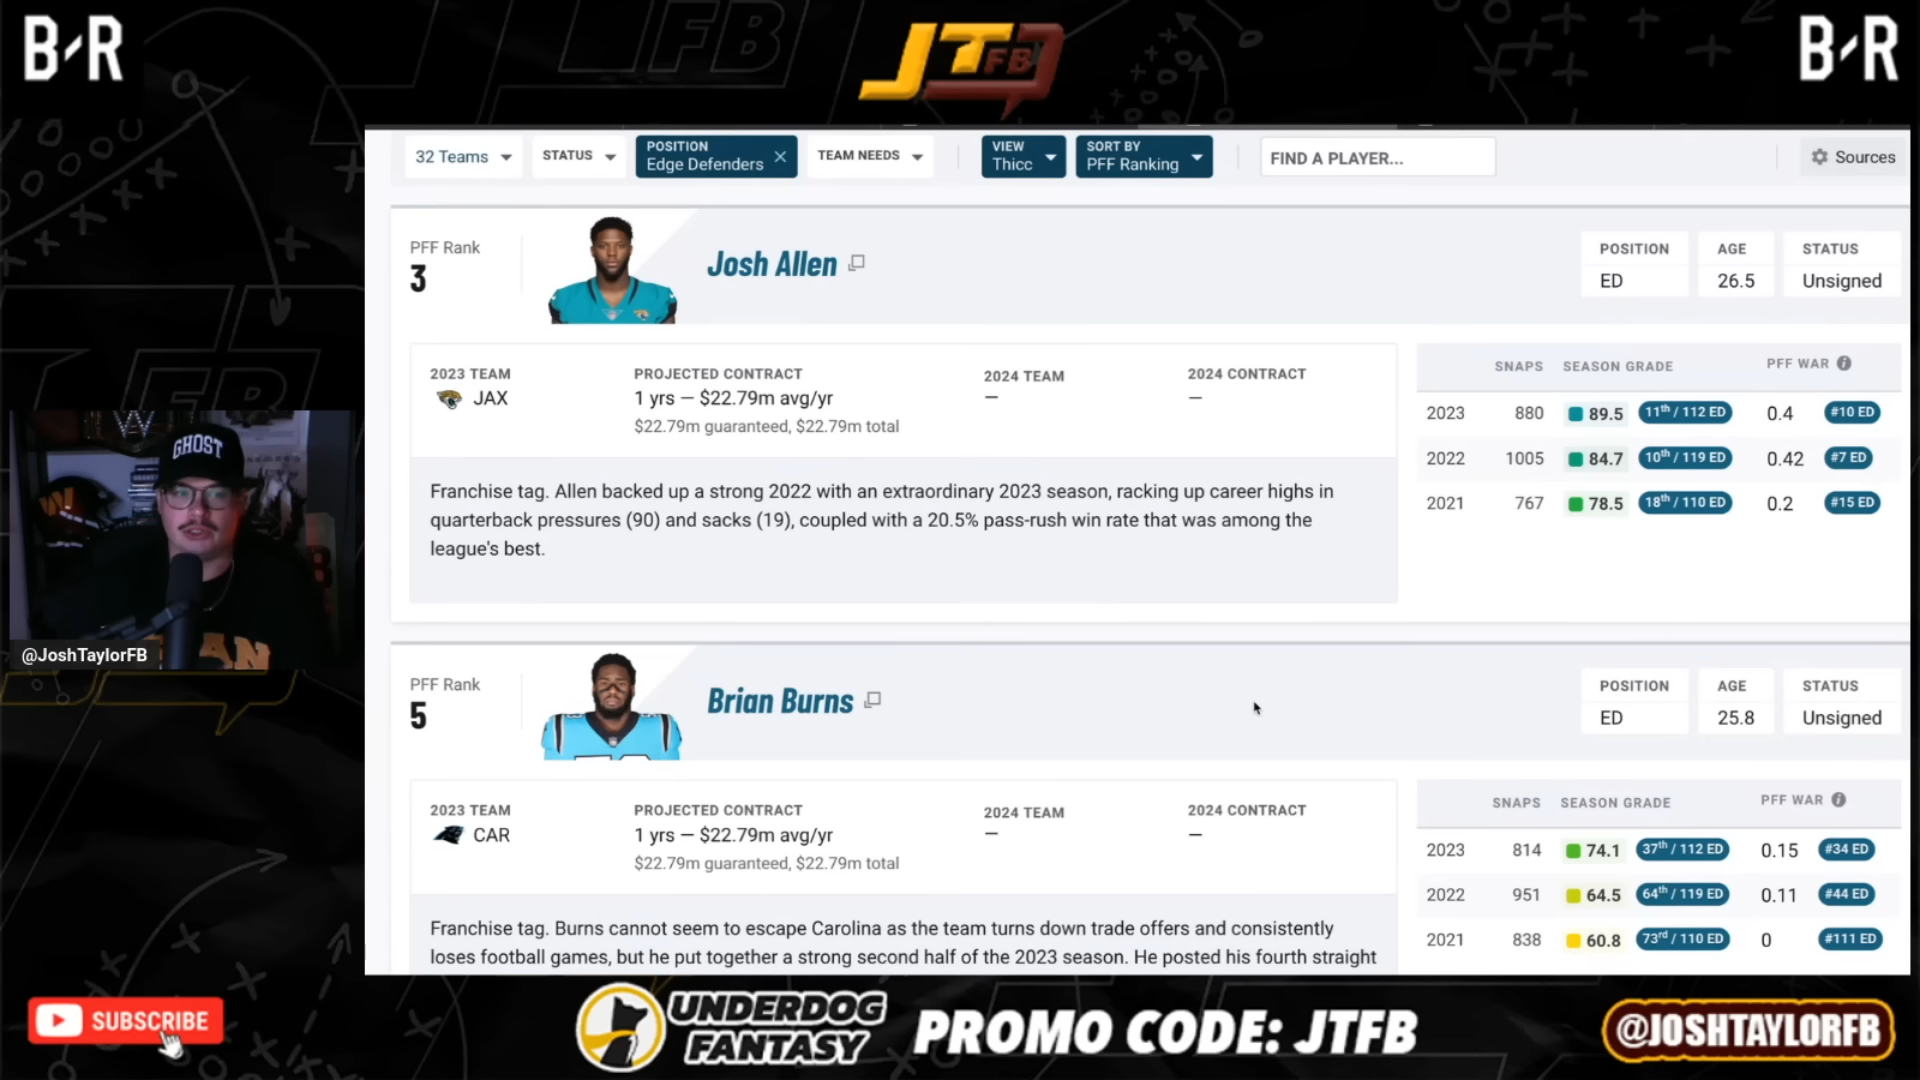 B/R
JTFB
B/R
32 Teams
STATUS
POSITION
Edge Defenders
TEAM NEEDS
VIEW
Thicc
SORT BY
PFF Ranking
FIND A PLAYER...
Sources
PFF Rank
3
Josh Allen
POSITION
ED
AGE
26.5
STATUS
Unsigned
2023 TEAM
JAX
PROJECTED CONTRACT
1 yrs — $22.79m avg/yr
$22.79m guaranteed, $22.79m total
2024 TEAM
—
2024 CONTRACT
—
SNAPS SEASON GRADE PFF WAR
2023 880 89.5 11th / 112 ED 0.4 #10 ED
2022 1005 84.7 10th / 119 ED 0.42 #7 ED
2021 767 78.5 18th / 110 ED 0.2 #15 ED
Franchise tag. Allen backed up a strong 2022 with an extraordinary 2023 season, racking up career highs in
quarterback pressures (90) and sacks (19), coupled with a 20.5% pass-rush win rate that was among the
league's best.
GHOST
@JoshTaylorFB
PFF Rank
5
Brian Burns
POSITION
ED
AGE
25.8
STATUS
Unsigned
2023 TEAM
CAR
PROJECTED CONTRACT
1 yrs — $22.79m avg/yr
$22.79m guaranteed, $22.79m total
2024 TEAM
—
2024 CONTRACT
—
SNAPS SEASON GRADE PFF WAR
2023 814 74.1 37th / 112 ED 0.15 #34 ED
2022 951 64.5 64th / 119 ED 0.11 #44 ED
2021 838 60.8 73rd / 110 ED 0 #111 ED
Franchise tag. Burns cannot seem to escape Carolina as the team turns down trade offers and consistently
loses football games, but he put together a strong second half of the 2023 season. He posted his fourth straight
SUBSCRIBE
UNDERDOG
FANTASY
PROMO CODE: JTFB
@JOSHTAYLORFB